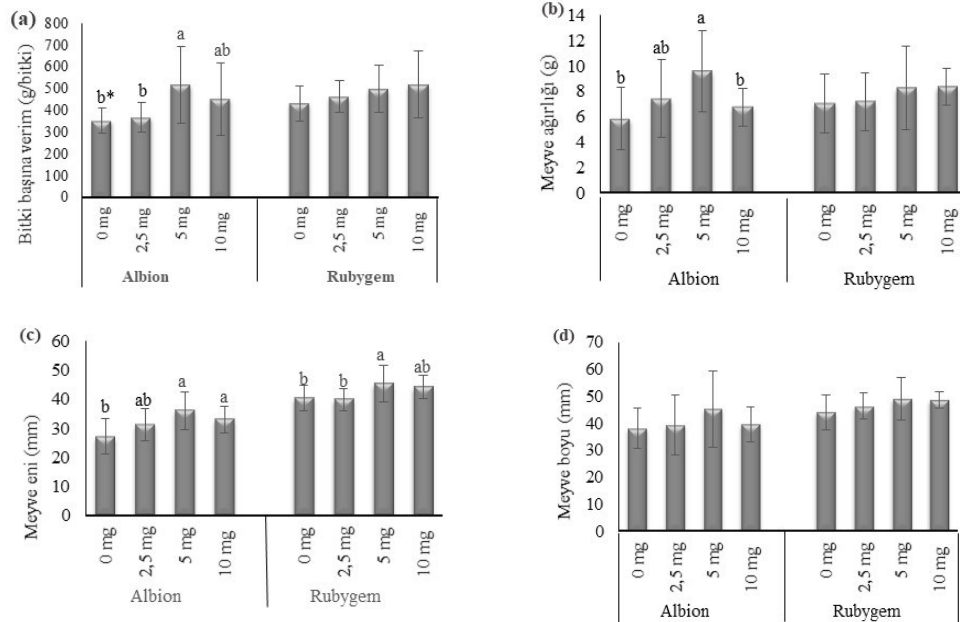 (a)
Bitki başına verim (g/bitki)
800
700
600
500
400
300
200
100
0
b*
b
a
ab
0 mg
2,5 mg
5 mg
10 mg
0 mg
2,5 mg
5 mg
10 mg
Albion
Rubygem
(b)
Meyve ağırlığı (g)
14
12
10
8
6
4
2
0
b
ab
a
b
0 mg
2,5 mg
5 mg
10 mg
0 mg
2,5 mg
5 mg
10 mg
Albion
Rubygem
(c)
Meyve eni (mm)
60
50
40
30
20
10
0
b
ab
a
a
b
b
a
ab
0 mg
2,5 mg
5 mg
10 mg
0 mg
2,5 mg
5 mg
10 mg
Albion
Rubygem
(d)
Meyve boyu (mm)
70
60
50
40
30
20
10
0
0 mg
2,5 mg
5 mg
10 mg
0 mg
2,5 mg
5 mg
10 mg
Albion
Rubygem